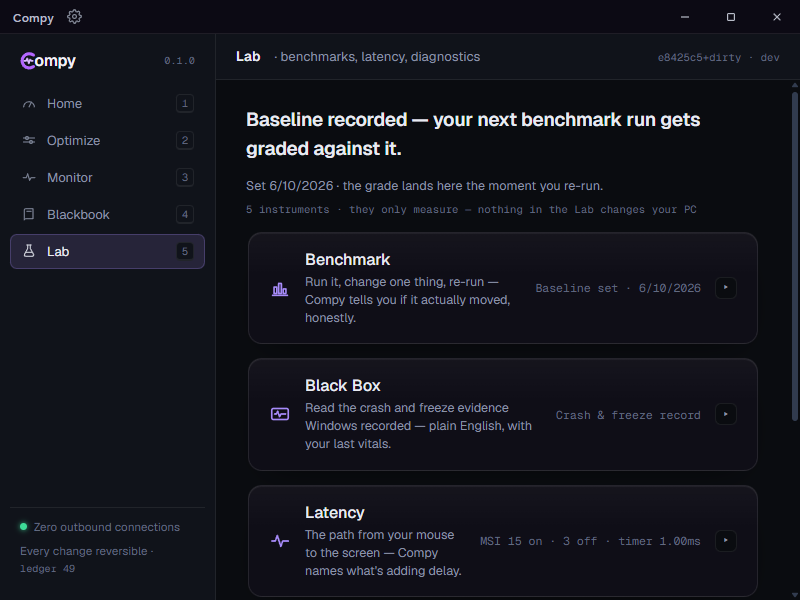 Compy
Compy 0.1.0
Home 1
Optimize 2
Monitor 3
Blackbook 4
Lab 5
Zero outbound connections
Every change reversible ·
ledger 49
Lab · benchmarks, latency, diagnostics e8425c5+dirty · dev
Baseline recorded — your next benchmark run gets
graded against it.
Set 6/10/2026 · the grade lands here the moment you re-run.
5 instruments · they only measure — nothing in the Lab changes your PC
Benchmark
Run it, change one thing, re-run —
Compy tells you if it actually moved,
honestly.
Baseline set · 6/10/2026
Black Box
Read the crash and freeze evidence
Windows recorded — plain English, with
your last vitals.
Crash & freeze record
Latency
The path from your mouse
to the screen — Compy
names what's adding delay.
MSI 15 on · 3 off · timer 1.00ms